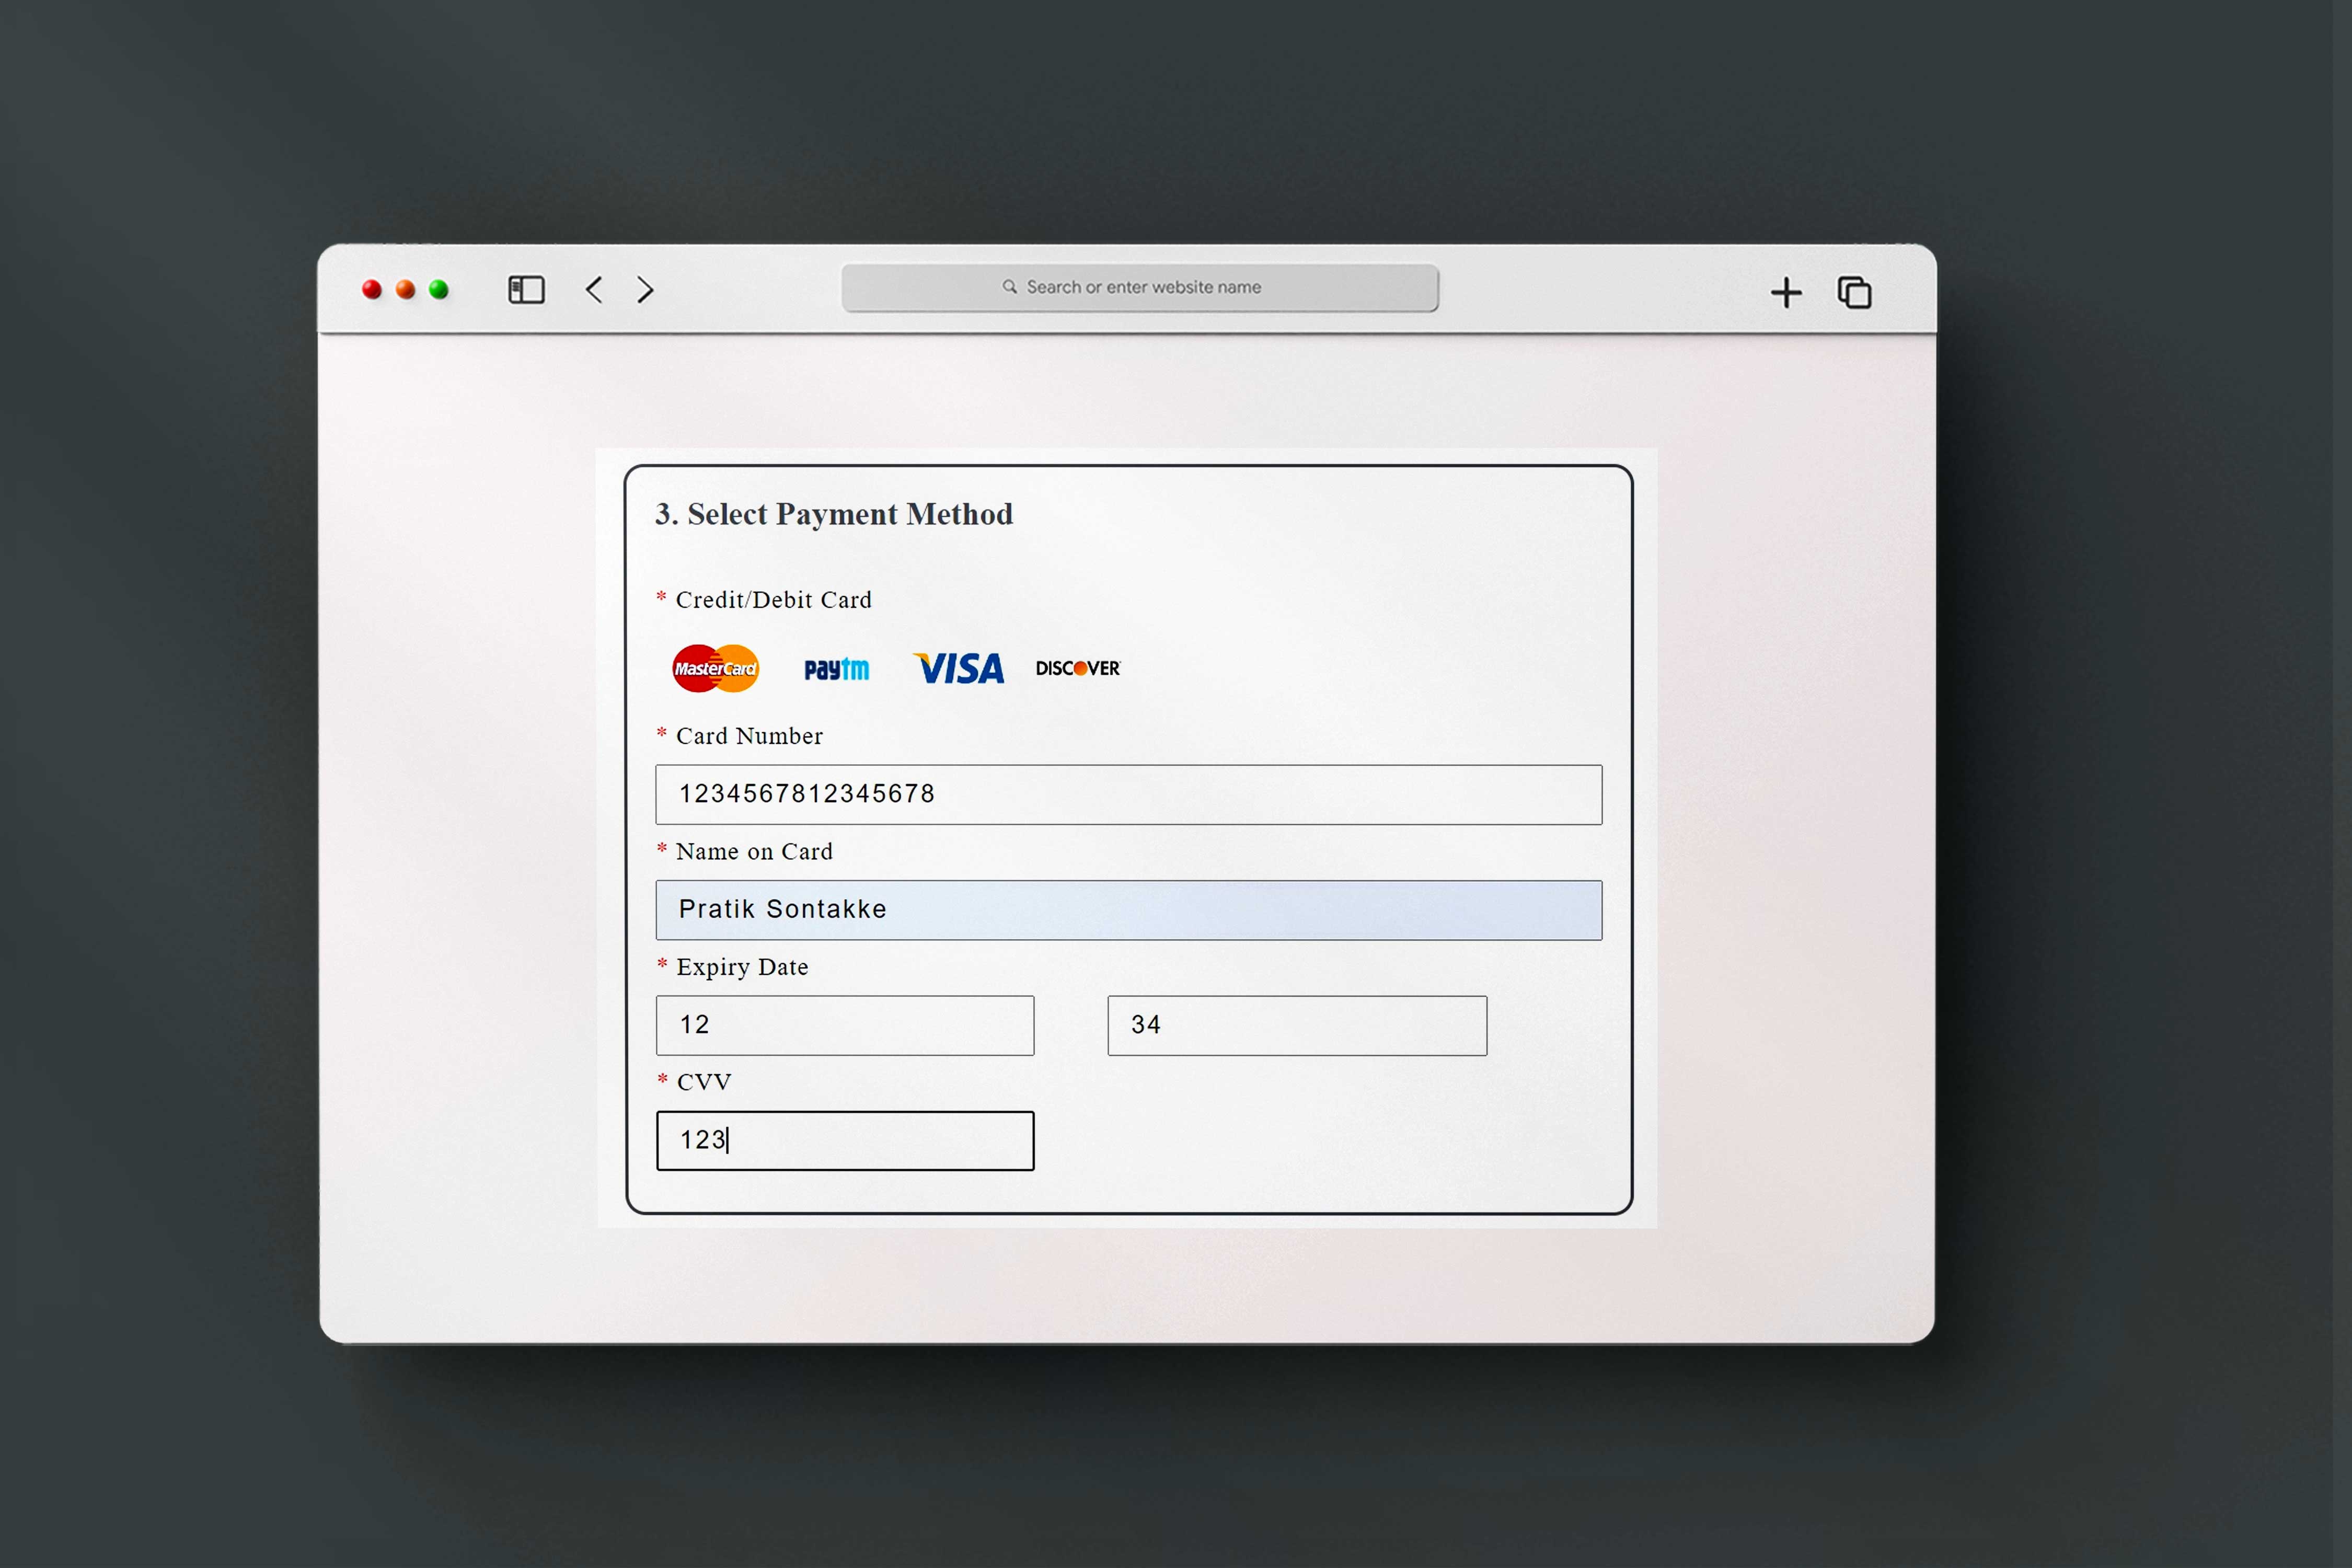 Search or enter website name
3. Select Payment Method
* Credit/Debit Card
MasterCard paytm VISA DISCOVER
* Card Number
1234567812345678
* Name on Card
Pratik Sontakke
* Expiry Date
12 34
* CVV
123